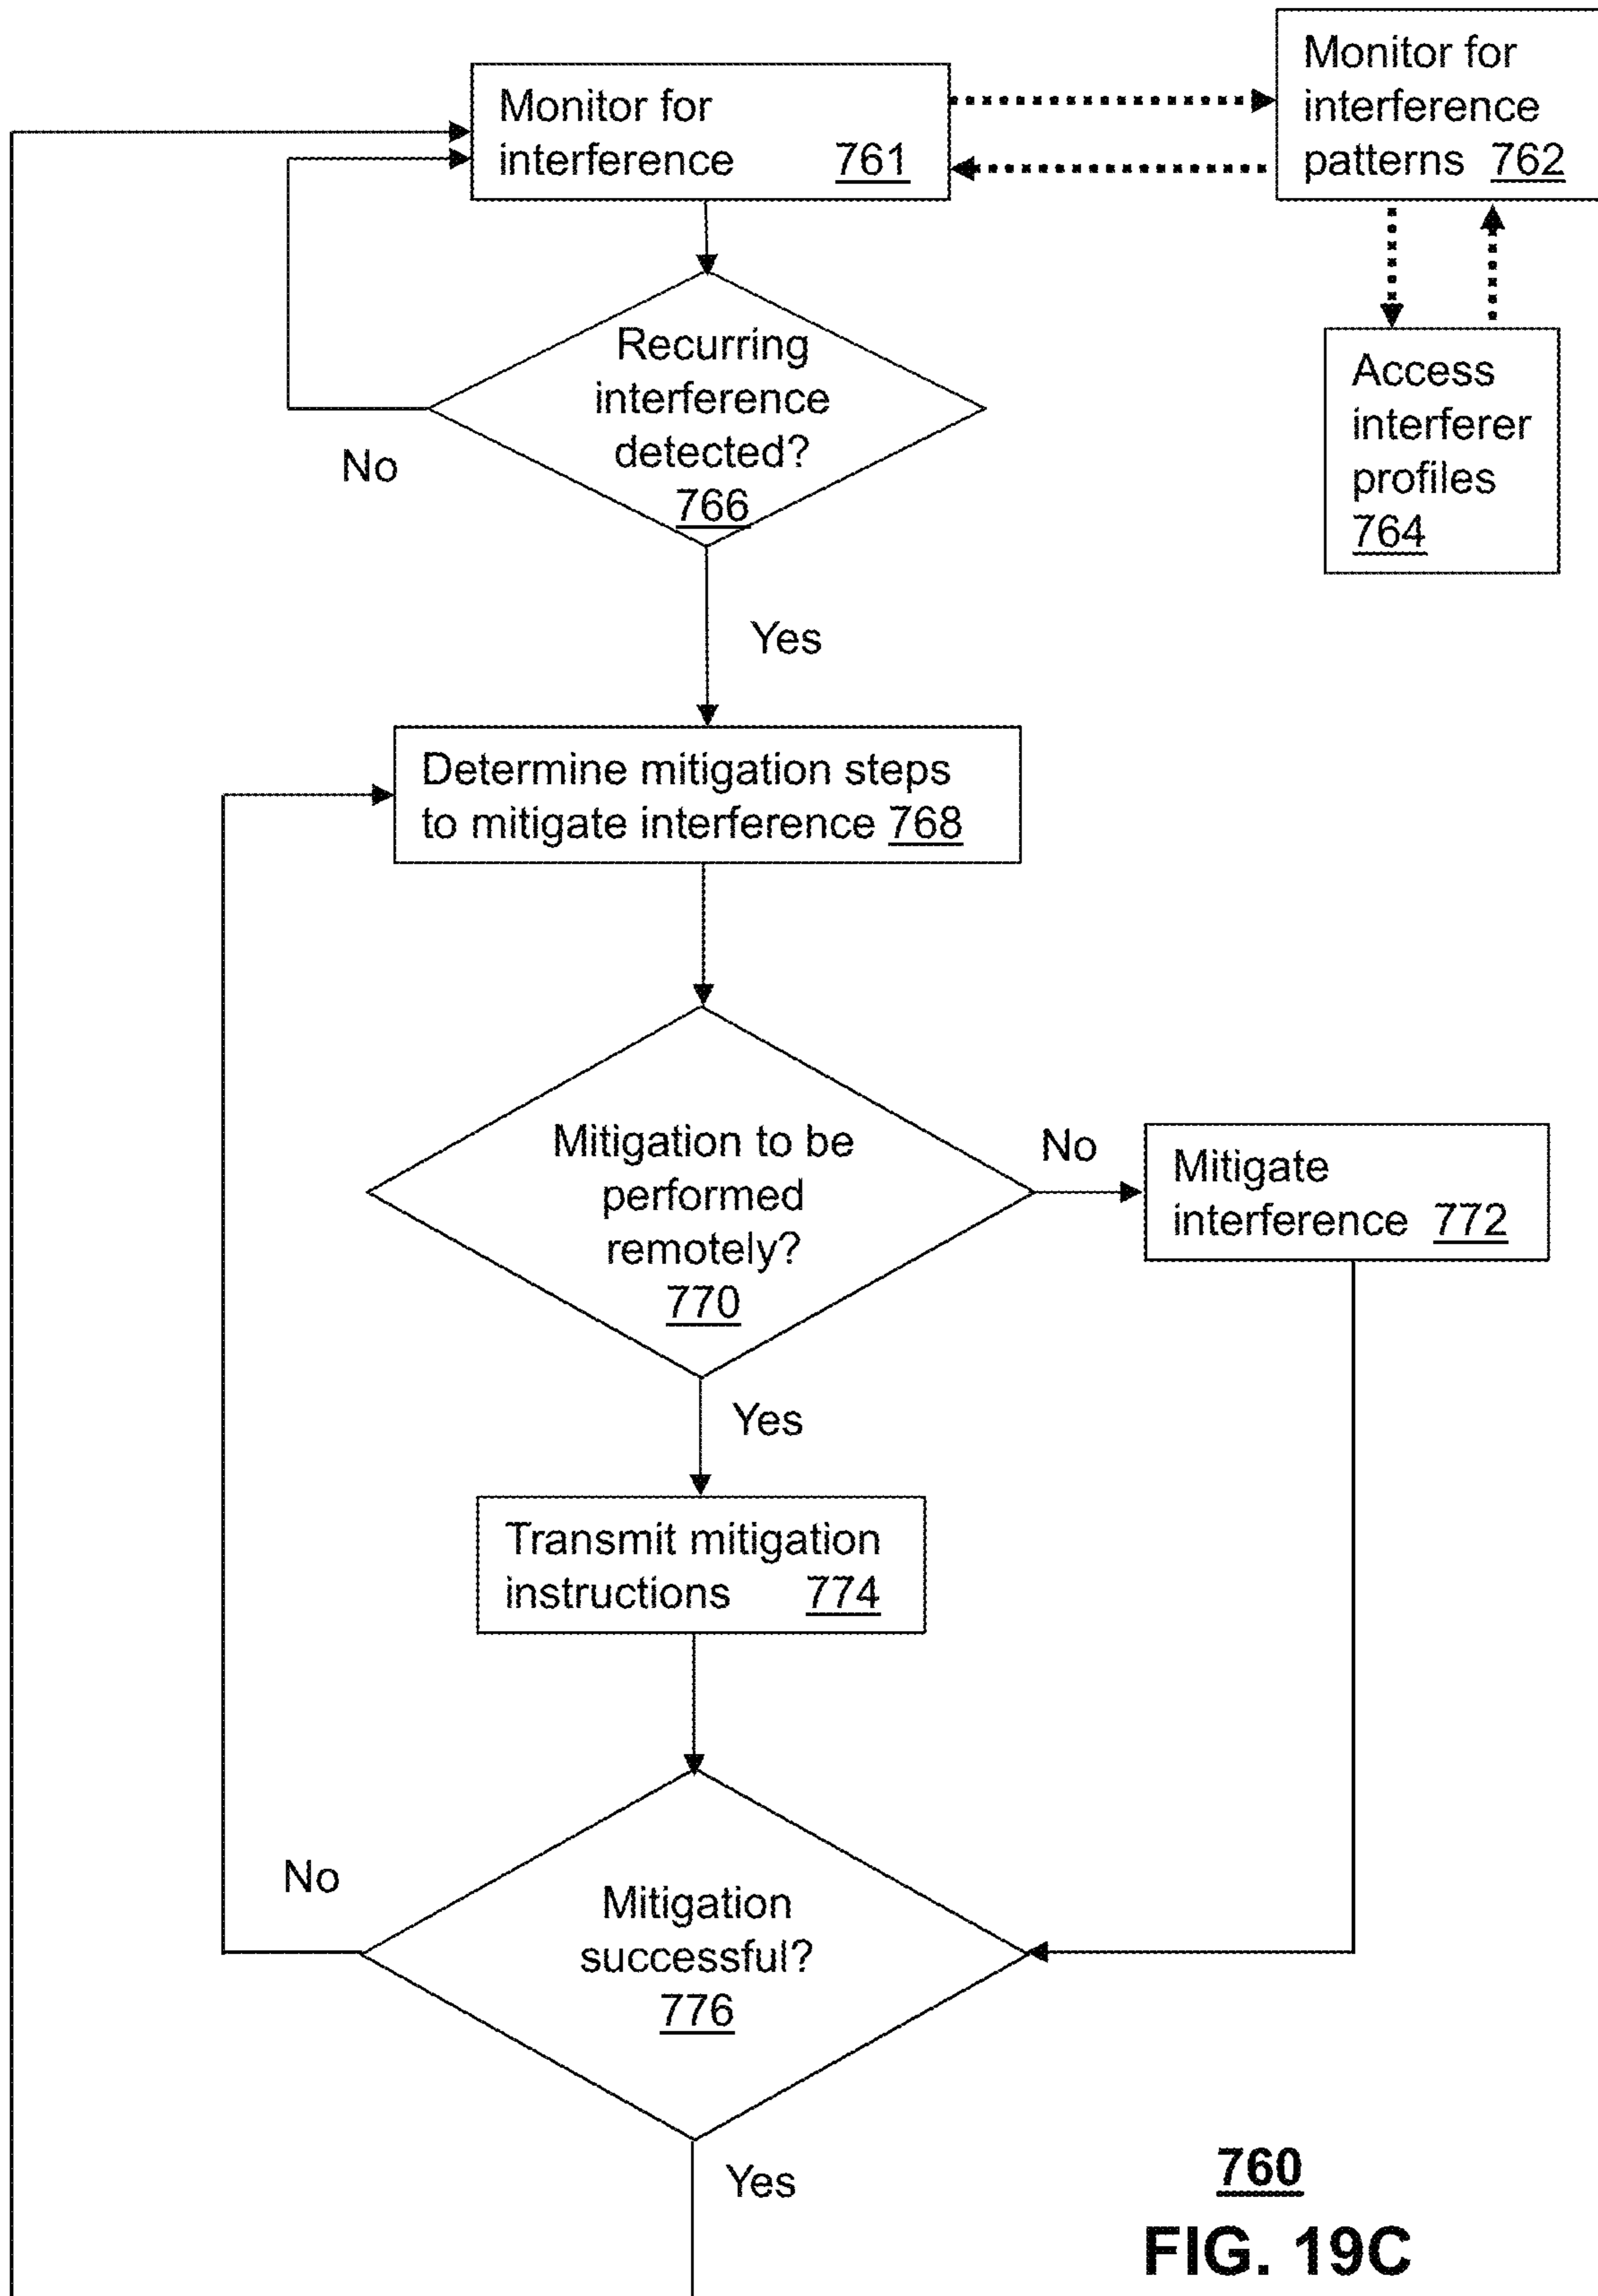 Monitor for
interference 761
Monitor for
interference
patterns 762
Recurring
interference
detected?
766
No
Access
interferer
profiles
764
Yes
Determine mitigation steps
to mitigate interference 768
Mitigation to be
performed
remotely?
770
No
Mitigate
interference 772
Yes
Transmit mitigation
instructions 774
No
Mitigation
successful?
776
Yes
760
FIG. 19C